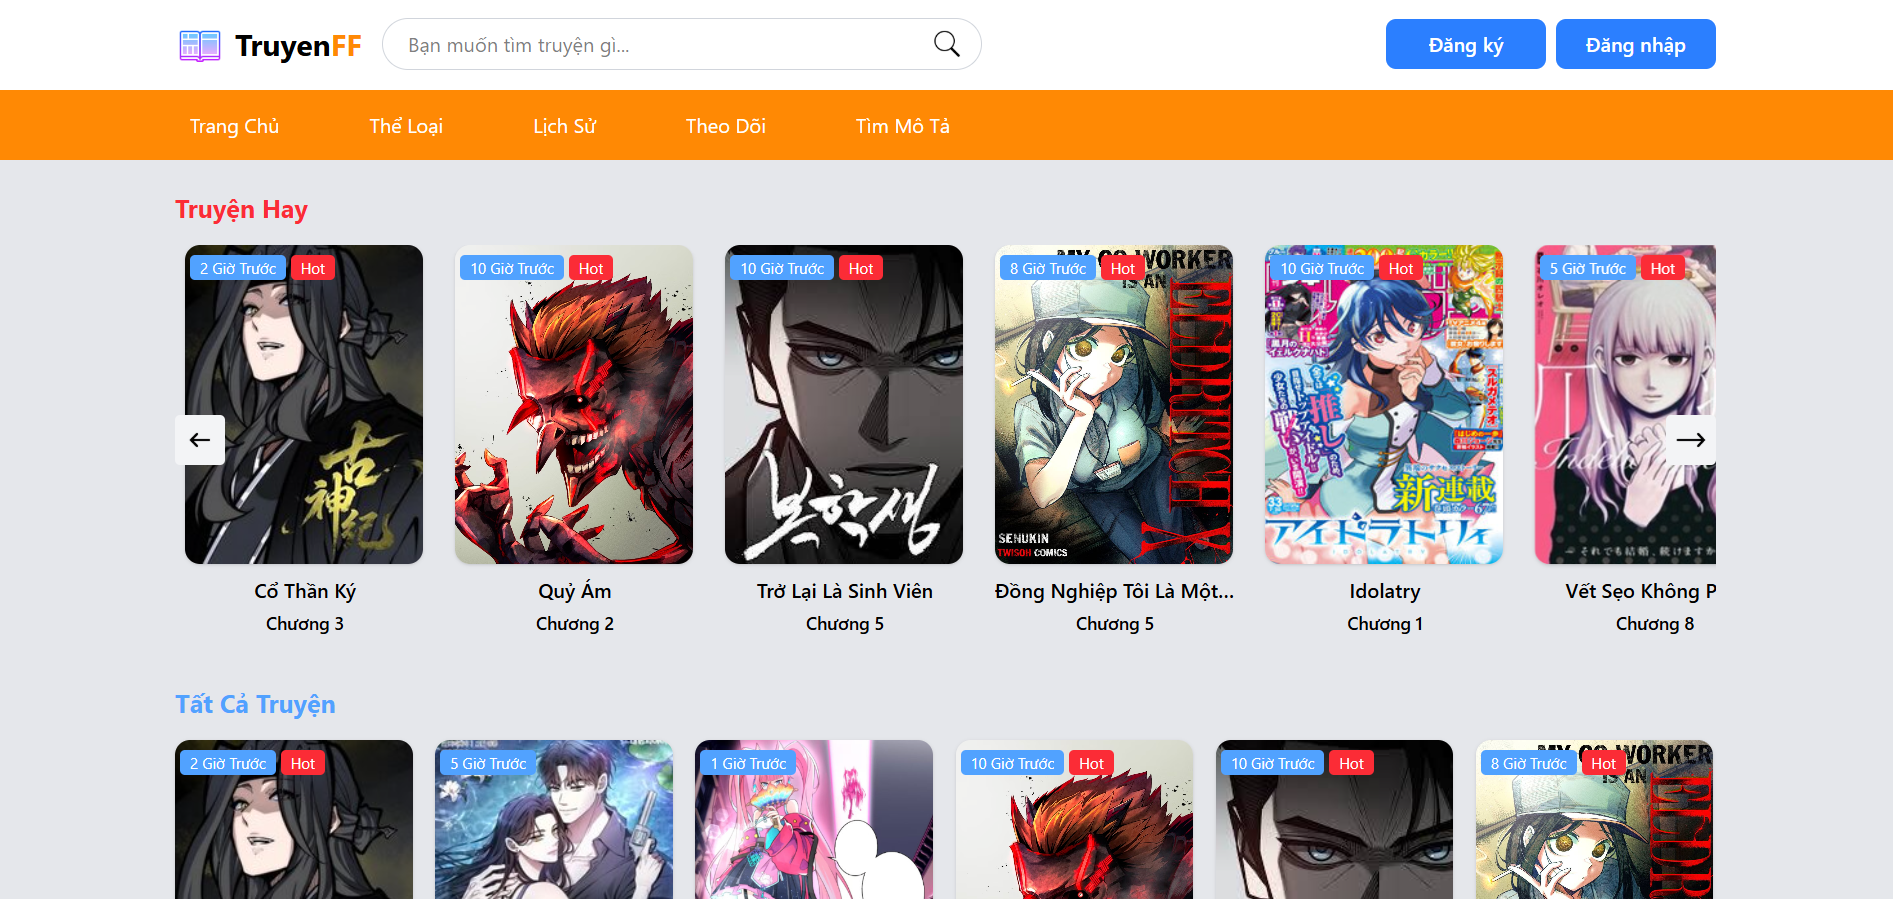 TruyenFF
Bạn muốn tìm truyện gì...
Đăng ký
Đăng nhập
Trang Chủ
Thể Loại
Lịch Sử
Theo Dõi
Tìm Mô Tả
Truyện Hay
2 Giờ Trước
Hot
古神紀
10 Giờ Trước
Hot
10 Giờ Trước
Hot
복학생
8 Giờ Trước
Hot
WORKER
IS AN
ELDRITCH X
SENUKIN
TWISOH COMICS
10 Giờ Trước
Hot
新連載
アイドラトリィ
5 Giờ Trước
Hot
Cổ Thần Ký
Chương 3
Quỷ Ám
Chương 2
Trở Lại Là Sinh Viên
Chương 5
Đồng Nghiệp Tôi Là Một...
Chương 5
Idolatry
Chương 1
Vết Sẹo Không P
Chương 8
Tất Cả Truyện
2 Giờ Trước
Hot
5 Giờ Trước
1 Giờ Trước
10 Giờ Trước
Hot
10 Giờ Trước
Hot
8 Giờ Trước
Hot
WORKER
IS AN